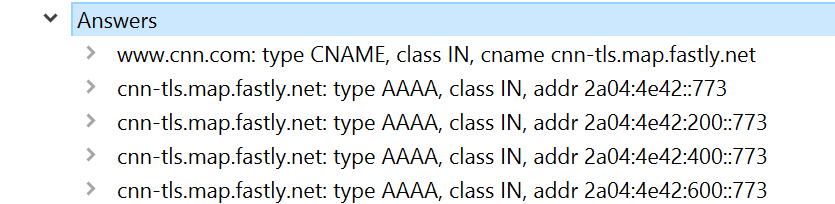 Answers
www.cnn.com: type CNAME, class IN, cname cnn-tls.map.fastly.net
cnn-tls.map.fastly.net: type AAAA, class IN, addr 2a04:4e42::773
cnn-tls.map.fastly.net: type AAAA, class IN, addr 2a04:4e42:200::773
cnn-tls.map.fastly.net: type AAAA, class IN, addr 2a04:4e42:400::773
cnn-tls.map.fastly.net: type AAAA, class IN, addr 2a04:4e42:600::773